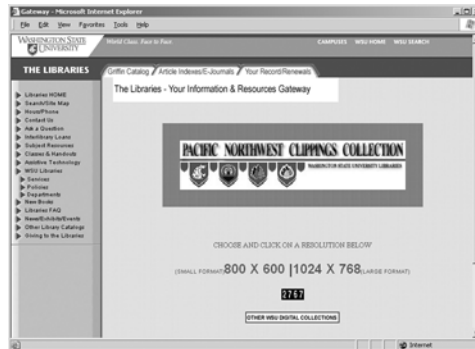 Gateway - Microsoft Internet Explorer
File Edit View Favorites Tools Help
WASHINGTON STATE UNIVERSITY
World Class. Face to Face.
CAMPUSES WSU HOME WSU SEARCH
THE LIBRARIES
Griffin Catalog Article Indexes/E-Journals Your Record/Renewals
The Libraries - Your Information & Resources Gateway
Libraries HOME
Search/Site Map
Hours/Phone
Contact Us
Ask a Question
Interlibrary Loans
Subject Resources
Classes & Handouts
Assistive Technology
WSU Libraries
Services
Policies
Departments
New Books
Libraries FAQ
News/Exhibits/Events
Other Library Catalogs
Giving to the Libraries
PACIFIC NORTHWEST CLIPPINGS COLLECTION
WASHINGTON STATE UNIVERSITY LIBRARIES
CHOOSE AND CLICK ON A RESOLUTION BELOW
(SMALL FORMAT) 800 X 600 |1024 X 768 (LARGE FORMAT)
2767
OTHER WSU DIGITAL COLLECTIONS
Internet